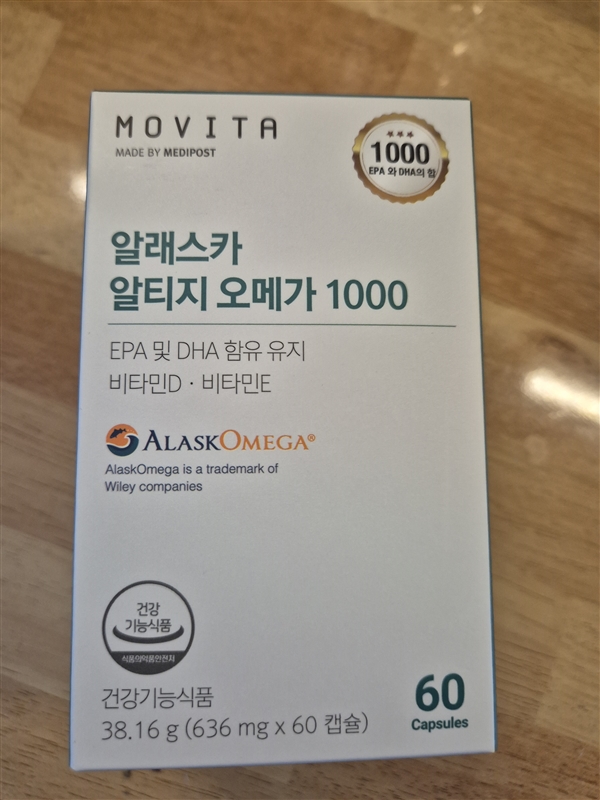 MOVITA
MADE BY MEDIPOST
1000
EPA 와 DHA의 합
알래스카
알티지 오메가 1000
EPA 및 DHA 함유 유지
비타민D · 비타민E
ALASKOMEGA®
AlaskOmega is a trademark of
Wiley companies
건강
기능식품
식품의약품안전처
건강기능식품
38.16 g (636 mg x 60 캡슐)
60
Capsules